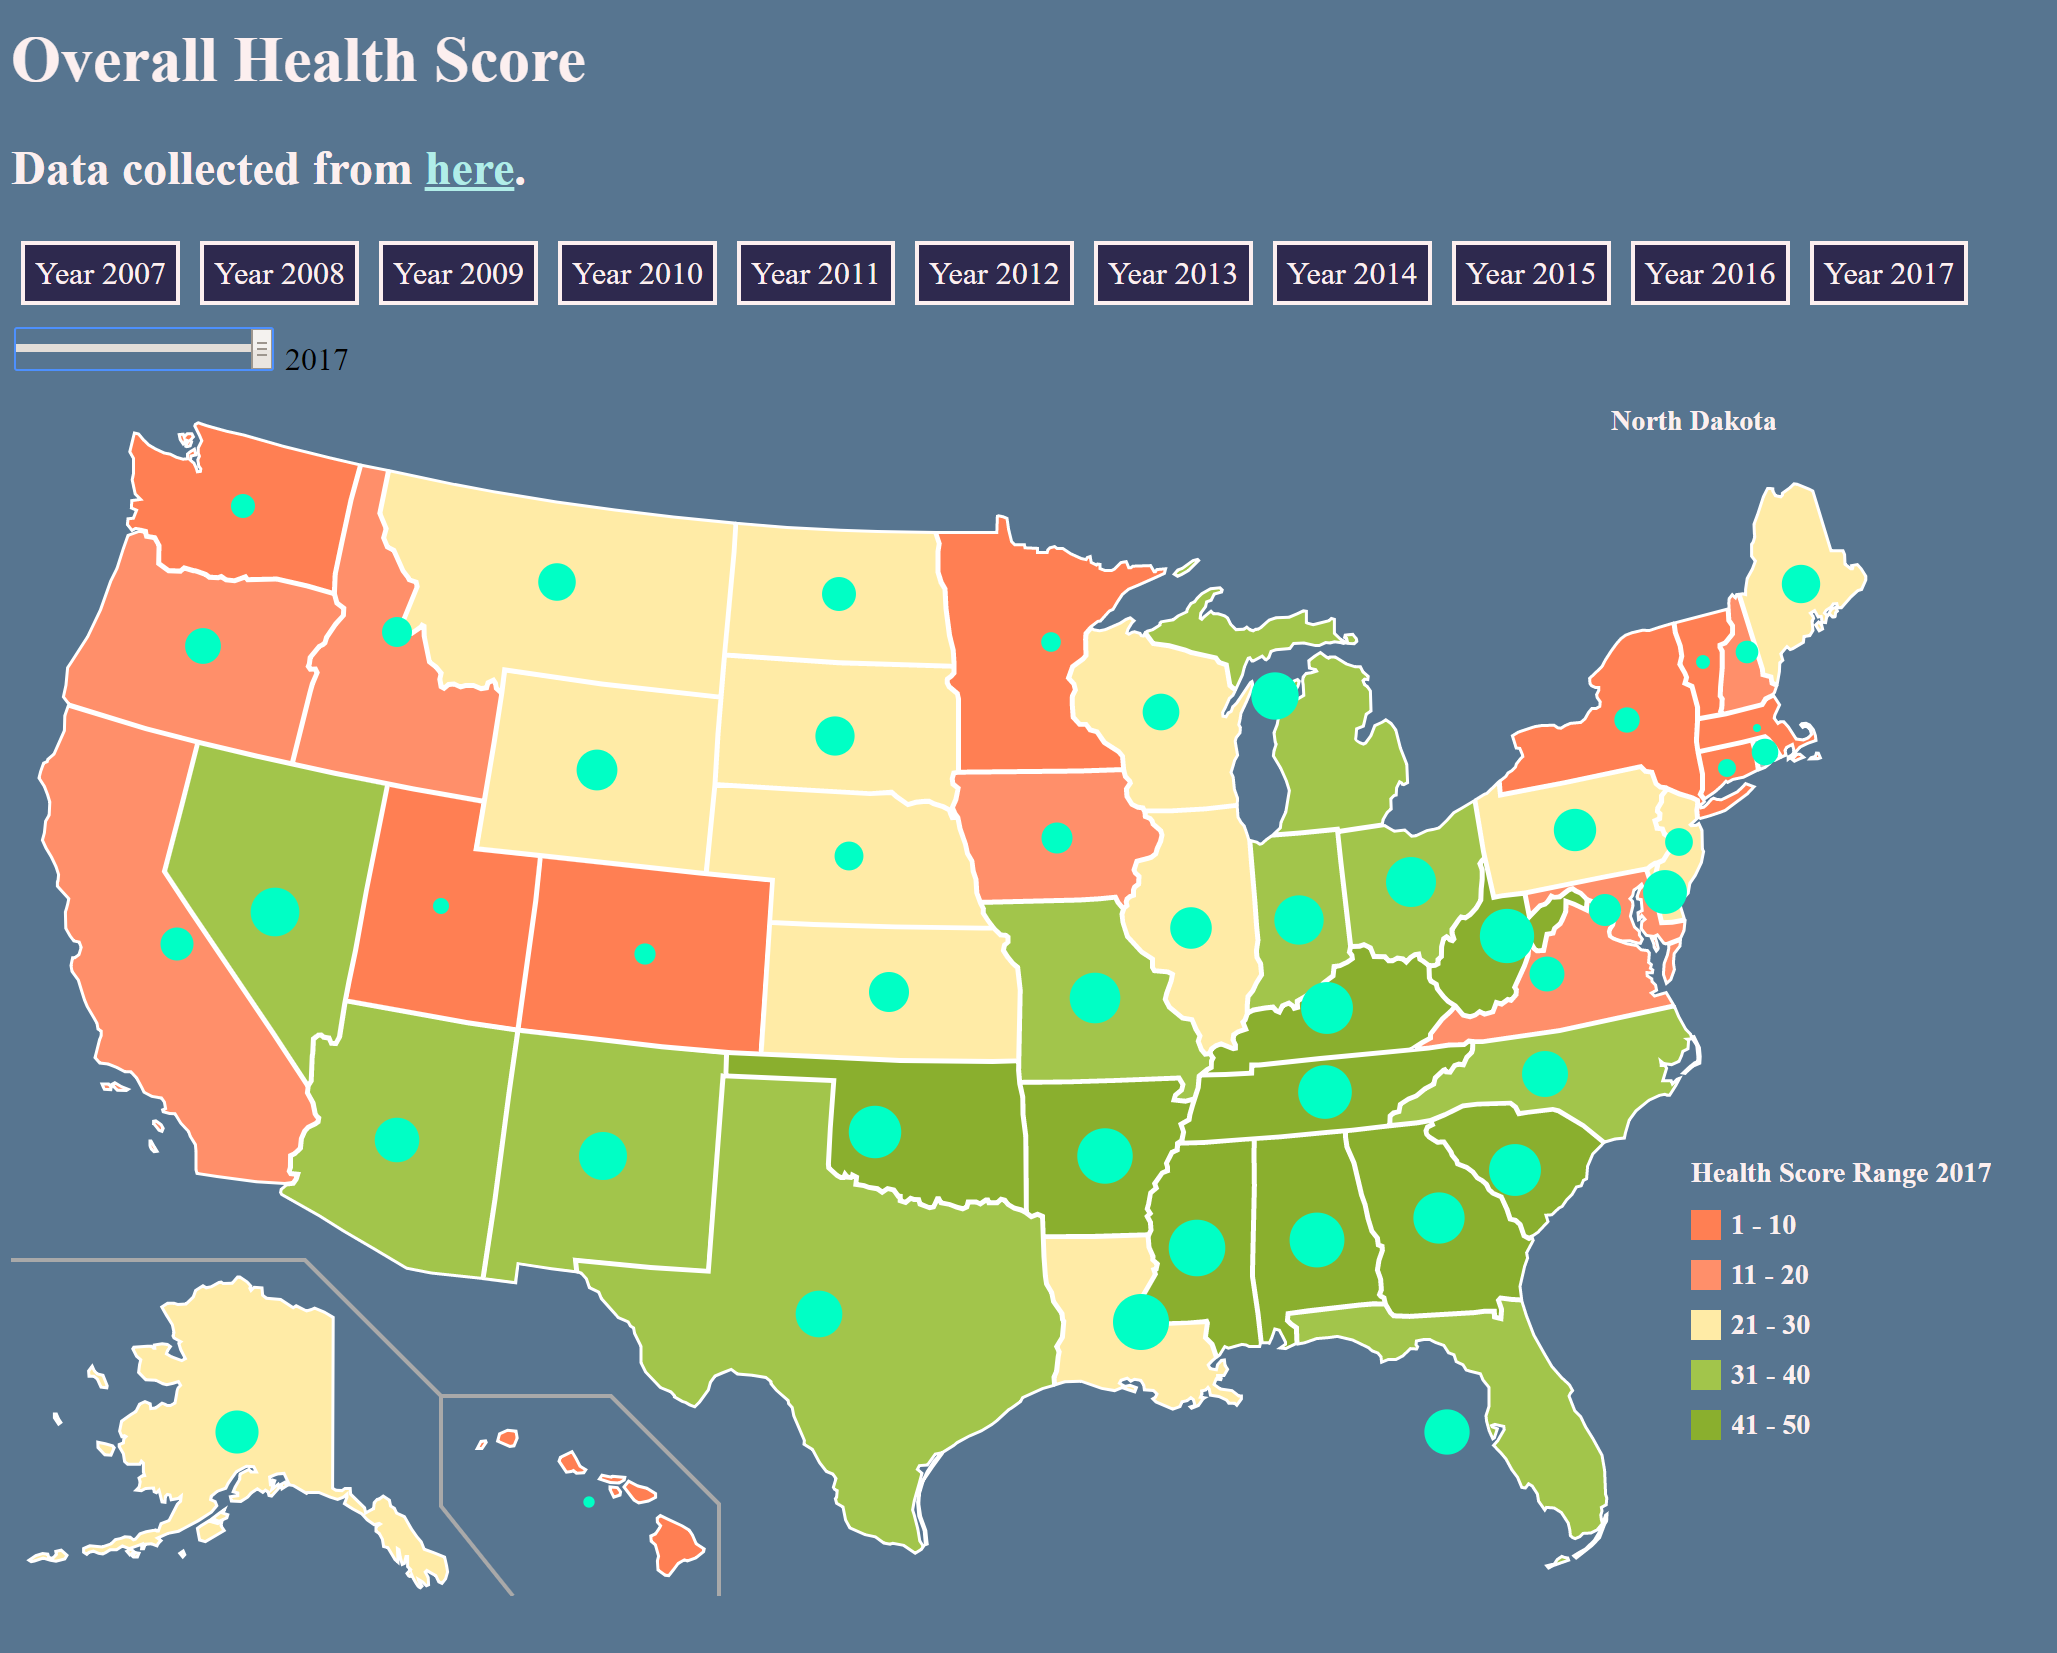 Overall Health Score
Data collected from here.
Year 2007 Year 2008 Year 2009 Year 2010 Year 2011 Year 2012 Year 2013 Year 2014 Year 2015 Year 2016 Year 2017
2017
North Dakota
Health Score Range 2017
1 - 10
11 - 20
21 - 30
31 - 40
41 - 50